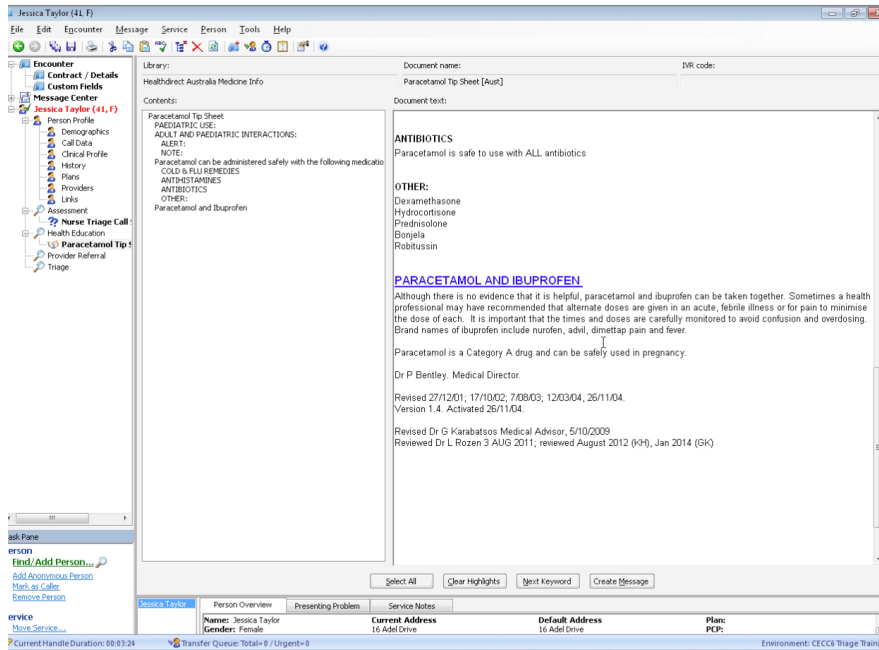 Jessica Taylor (41, F)
File Edit Encounter Message Service Person Tools Help
Encounter
Contract / Details
Custom Fields
Message Center
Jessica Taylor (41, F)
Person Profile
Demographics
Call Data
Clinical Profile
History
Plans
Providers
Links
Assessment
Nurse Triage Call
Health Education
Paracetamol Tip S
Provider Referral
Triage
ask Pane
erson
Find/Add Person...
Add Anonymous Person
Mark as Caller
Remove Person
ervice
Move Service...
Library:
Document name:
IVR code:
Healthdirect Australia Medicine Info
Paracetamol Tip Sheet [Aust]
Contents:
Document text:
Paracetamol Tip Sheet
PAEDIATRIC USE:
ADULT AND PAEDIATRIC INTERACTIONS:
ALERT:
NOTE:
Paracetamol can be administered safely with the following medicatio
COLD & FLU REMEDIES
ANTIHISTAMINES
ANTIBIOTICS
OTHER:
Paracetamol and Ibuprofen
ANTIBIOTICS
Paracetamol is safe to use with ALL antibiotics
OTHER:
Dexamethasone
Hydrocortisone
Prednisolone
Bonjela
Robitussin
PARACETAMOL AND IBUPROFEN
Although there is no evidence that it is helpful, paracetamol and ibuprofen can be taken together. Sometimes a health
professional may have recommended that alternate doses are given in an acute, febrile illness or for pain to minimise
the dose of each. It is important that the times and doses are carefully monitored to avoid confusion and overdosing.
Brand names of ibuprofen include nurofen, advil, dimettap pain and fever.
Paracetamol is a Category A drug and can be safely used in pregnancy.
Dr P Bentley. Medical Director.
Revised 27/12/01; 17/10/02; 7/08/03; 12/03/04, 26/11/04.
Version 1.4. Activated 26/11/04.
Revised Dr G Karabatsos Medical Advisor, 5/10/2009
Reviewed Dr L Rozen 3 AUG 2011; reviewed August 2012 (KH), Jan 2014 (GK)
Select All Clear Highlights Next Keyword Create Message
Jessica Taylor
Person Overview Presenting Problem Service Notes
Name: Jessica Taylor Current Address Default Address Plan:
Gender: Female 16 Adel Drive 16 Adel Drive PCP:
Current Handle Duration: 00:03:24 Transfer Queue: Total= 0 / Urgent= 0 Environment: CECC6 Triage Traini